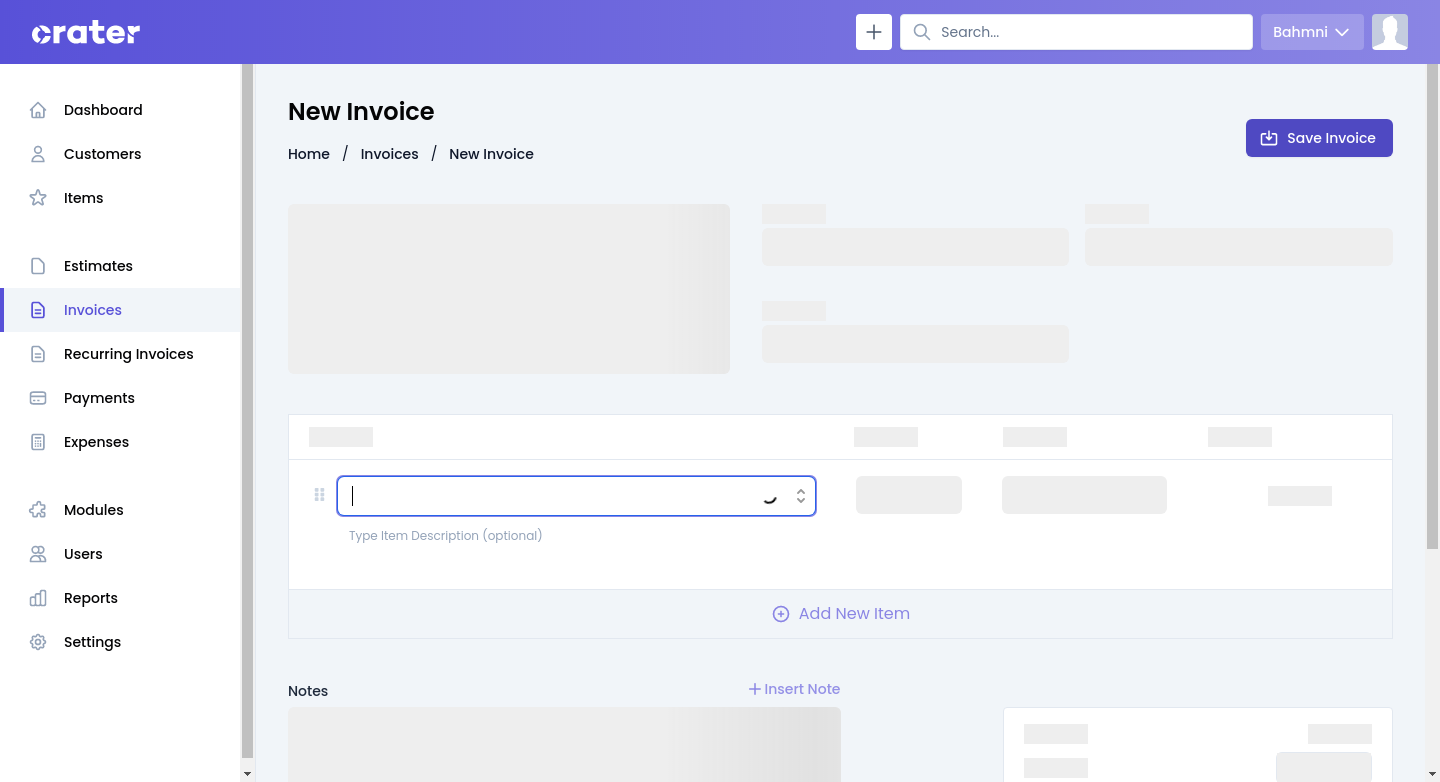 crater
Search...
Bahmni
Dashboard
Customers
Items
Estimates
Invoices
Recurring Invoices
Payments
Expenses
Modules
Users
Reports
Settings
New Invoice
Home / Invoices / New Invoice
Save Invoice
Type Item Description (optional)
Add New Item
Notes
Insert Note